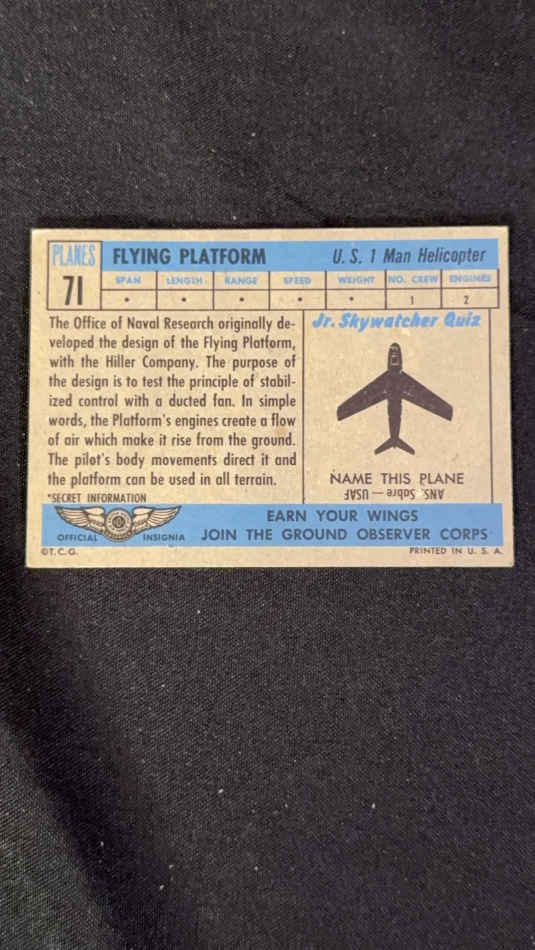 PLANES
71
FLYING PLATFORM
U. S. 1 Man Helicopter
SPAN LENGTH RANGE SPEED WEIGHT NO. CREW ENGINES
* * * * * 1 2
The Office of Naval Research originally de-
veloped the design of the Flying Platform,
with the Hiller Company. The purpose of
the design is to test the principle of stabil-
ized control with a ducted fan. In simple
words, the Platform's engines create a flow
of air which make it rise from the ground.
The pilot's body movements direct it and
the platform can be used in all terrain.
*SECRET INFORMATION
Jr. Skywatcher Quiz
NAME THIS PLANE
ANS. Sabre — USAF
OFFICIAL INSIGNIA
EARN YOUR WINGS
JOIN THE GROUND OBSERVER CORPS
©T.C.G.
PRINTED IN U. S. A.